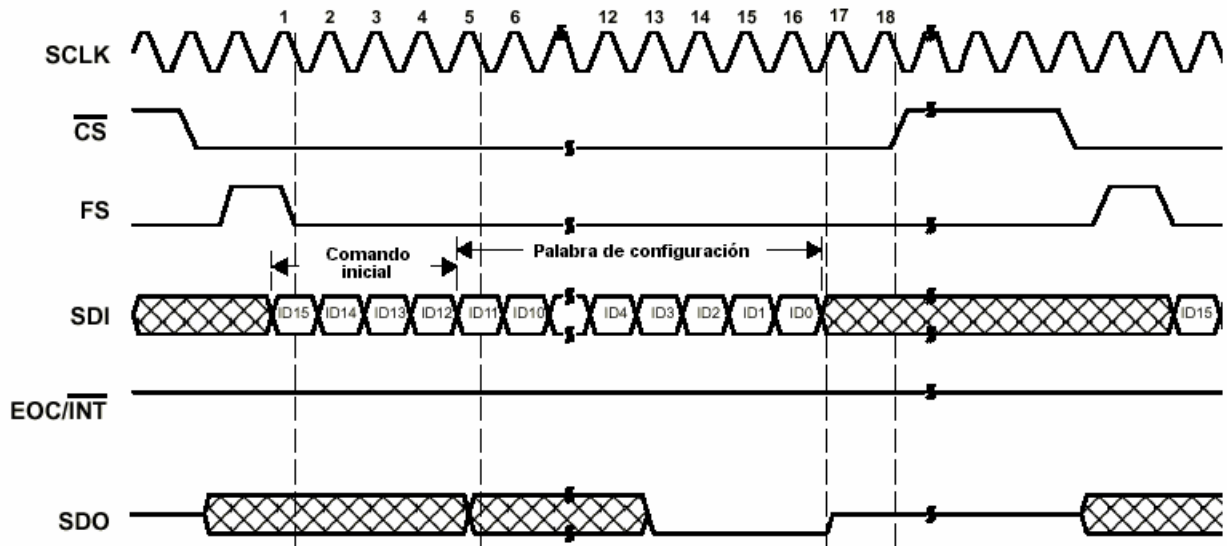 1 2 3 4 5 6 12 13 14 15 16 17 18
SCLK
CS
FS
Comando inicial
Palabra de configuración
SDI
ID15 ID14 ID13 ID12 ID11 ID10 ID4 ID3 ID2 ID1 ID0 ID15
EOC/INT
SDO